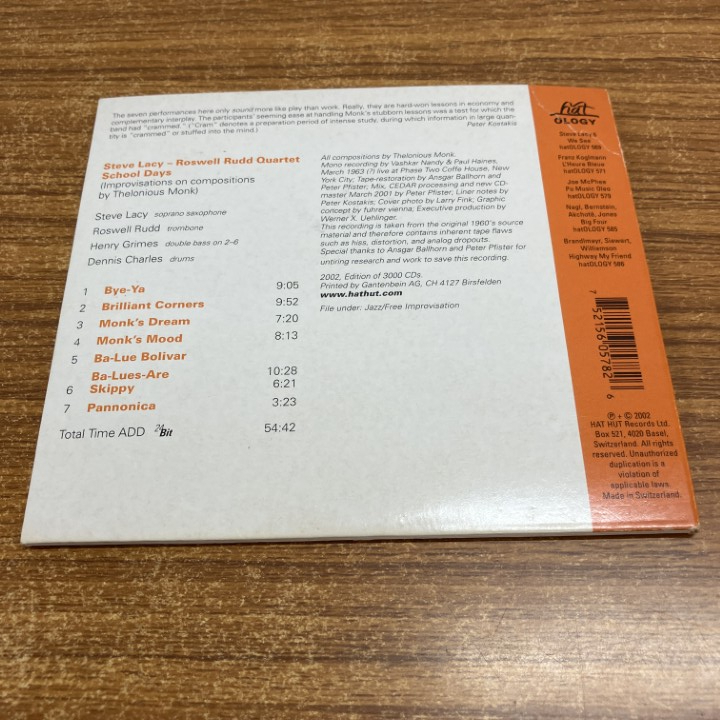 The seven performances here only sound more like play than work. Really, they are hard-won lessons in economy and
complementary interplay. The participants' seeming ease at handling Monk's stubborn lessons was a test for which the
band had "crammed." ("Cram" denotes a preparation period of intense study, during which information in large quan-
tity is "crammed" or stuffed into the mind.)
Peter Kostakis
Steve Lacy – Roswell Rudd Quartet
School Days
(Improvisations on compositions
by Thelonious Monk)
Steve Lacy soprano saxophone
Roswell Rudd trombone
Henry Grimes double bass on 2–6
Dennis Charles drums
1 Bye-Ya 9:05
2 Brilliant Corners 9:52
3 Monk's Dream 7:20
4 Monk's Mood 8:13
5 Ba-Lue Bolivar
Ba-Lues-Are 10:28
6 Skippy 6:21
7 Pannonica 3:23
Total Time ADD 24Bit 54:42
All compositions by Thelonious Monk.
Mono recording by Vashkar Nandy & Paul Haines,
March 1963 (?) live at Phase Two Coffe House, New
York City; Tape-restoration by Ansgar Ballhorn and
Peter Pfister; Mix, CEDAR processing and new CD-
master March 2001 by Peter Pfister; Liner notes by
Peter Kostakis; Cover photo by Larry Fink; Graphic
concept by fuhrer vienna; Executive production by
Werner X. Uehlinger.
This recording is taken from the original 1960's source
material and therefore contains inherent tape flaws
such as hiss, distortion, and analog dropouts.
Special thanks to Ansgar Ballhorn and Peter Pfister for
untiring research and work to save this recording.
2002, Edition of 3000 CDs.
Printed by Gantenbein AG, CH 4127 Birsfelden
www.hathut.com
File under: Jazz/Free Improvisation
hat
OLOGY
Steve Lacy 6
We See
hatOLOGY 569
Franz Koglmann
L'Heure Bleue
hatOLOGY 571
Joe McPhee
Po Music Oleo
hatOLOGY 579
Nagl, Bernstein,
Akchoté, Jones
Big Four
hatOLOGY 585
Brandlmayr, Siewert,
Williamson
Highway My Friend
hatOLOGY 586
7 52156 05782 6
℗ + © 2002
HAT HUT Records Ltd.
Box 521, 4020 Basel,
Switzerland. All rights
reserved. Unauthorized
duplication is a
violation of
applicable laws.
Made in Switzerland.